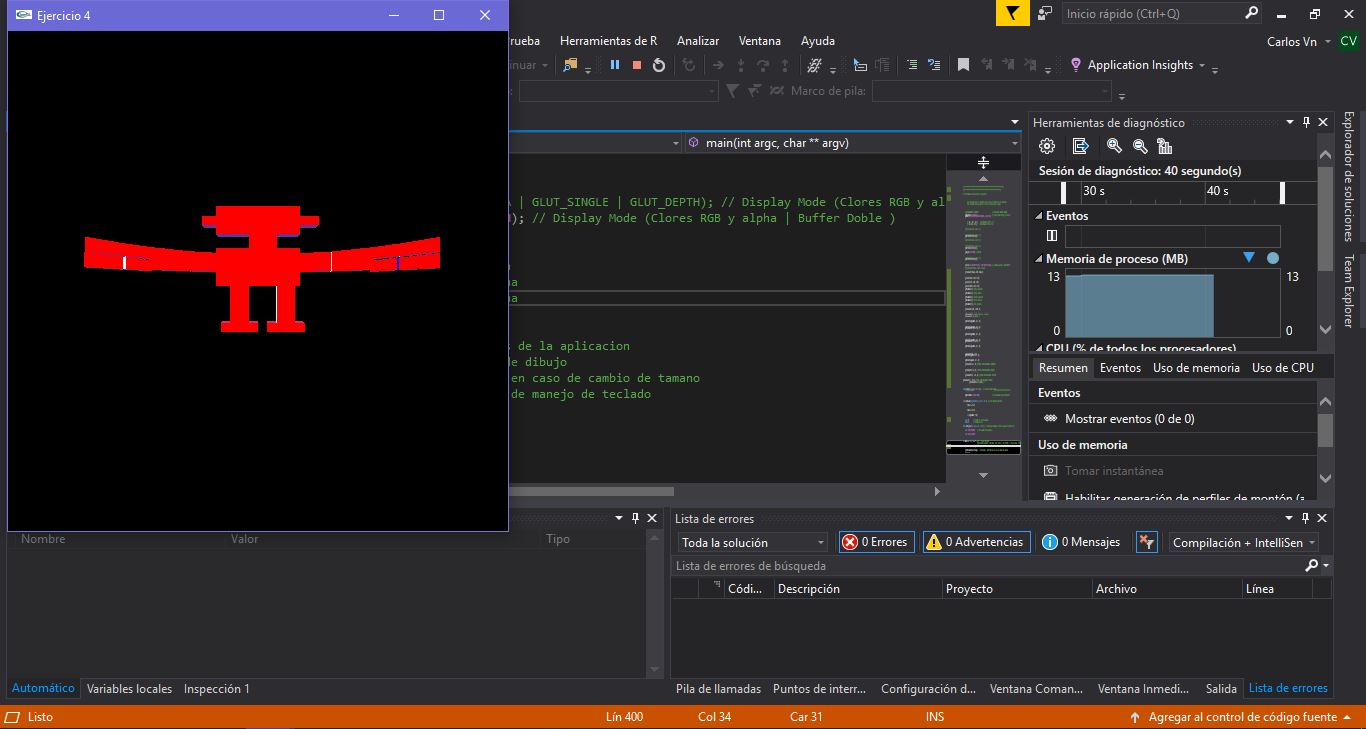 Ejercicio 4
Inicio rápido (Ctrl+Q)
rueba Herramientas de R Analizar Ventana Ayuda
Carlos Vn CV
nuar
Application Insights
Marco de pila:
main(int argc, char ** argv)
| GLUT_SINGLE | GLUT_DEPTH); // Display Mode (Clores RGB y al
); // Display Mode (Clores RGB y alpha | Buffer Doble )
a
na
na
s de la aplicacion
de dibujo
en caso de cambio de tamano
de manejo de teclado
Herramientas de diagnóstico
Sesión de diagnóstico: 40 segundo(s)
30 s 40 s
Eventos
Memoria de proceso (MB)
13 13
0 0
CPU (% de todos los procesadores)
Resumen Eventos Uso de memoria Uso de CPU
Eventos
Mostrar eventos (0 de 0)
Uso de memoria
Tomar instantánea
Habilitar generación de perfiles de montón (a
Explorador de soluciones
Team Explorer
Nombre Valor Tipo
Automático Variables locales Inspección 1
Lista de errores
Toda la solución 0 Errores 0 Advertencias 0 Mensajes Compilación + IntelliSen
Lista de errores de búsqueda
Códi... Descripción Proyecto Archivo Línea
Pila de llamadas Puntos de interr... Configuración d... Ventana Coman... Ventana Inmedi... Salida Lista de errores
Listo Lín 400 Col 34 Car 31 INS Agregar al control de código fuente